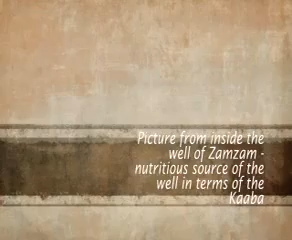 Picture from inside the
well of Zamzam -
nutritious source of the
well in terms of the
Kaaba